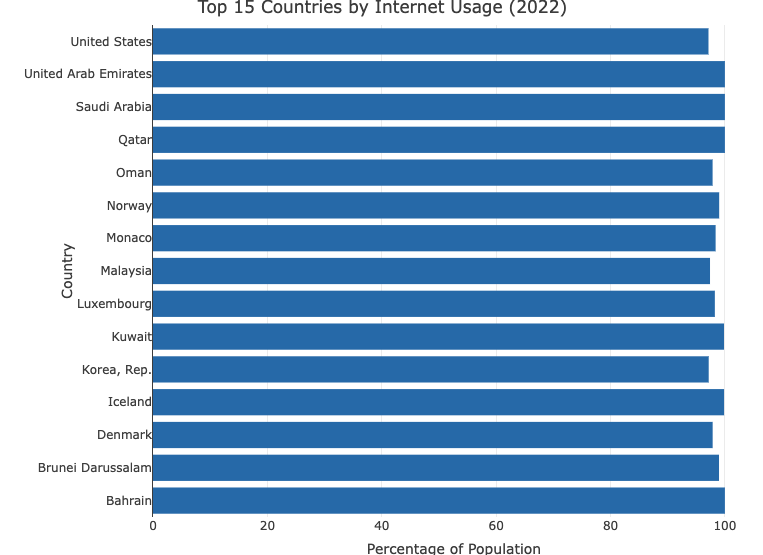 Top 15 Countries by Internet Usage (2022)
United States
United Arab Emirates
Saudi Arabia
Qatar
Oman
Norway
Monaco
Malaysia
Luxembourg
Kuwait
Korea, Rep.
Iceland
Denmark
Brunei Darussalam
Bahrain
Country
0 20 40 60 80 100
Percentage of Population